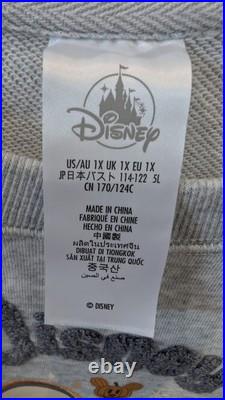 Disney
US/AU 1X UK 1X EU 1X
JP日本バスト 114-122 5L
CN 170/124C
MADE IN CHINA
FABRIQUÉ EN CHINE
HECHO EN CHINA
中國製
ผลิตในประเทศจีน
DIBUAT DI TIONGKOK
SẢN XUẤT TẠI TRUNG QUỐC
중국산
صنع في الصين
© DISNEY